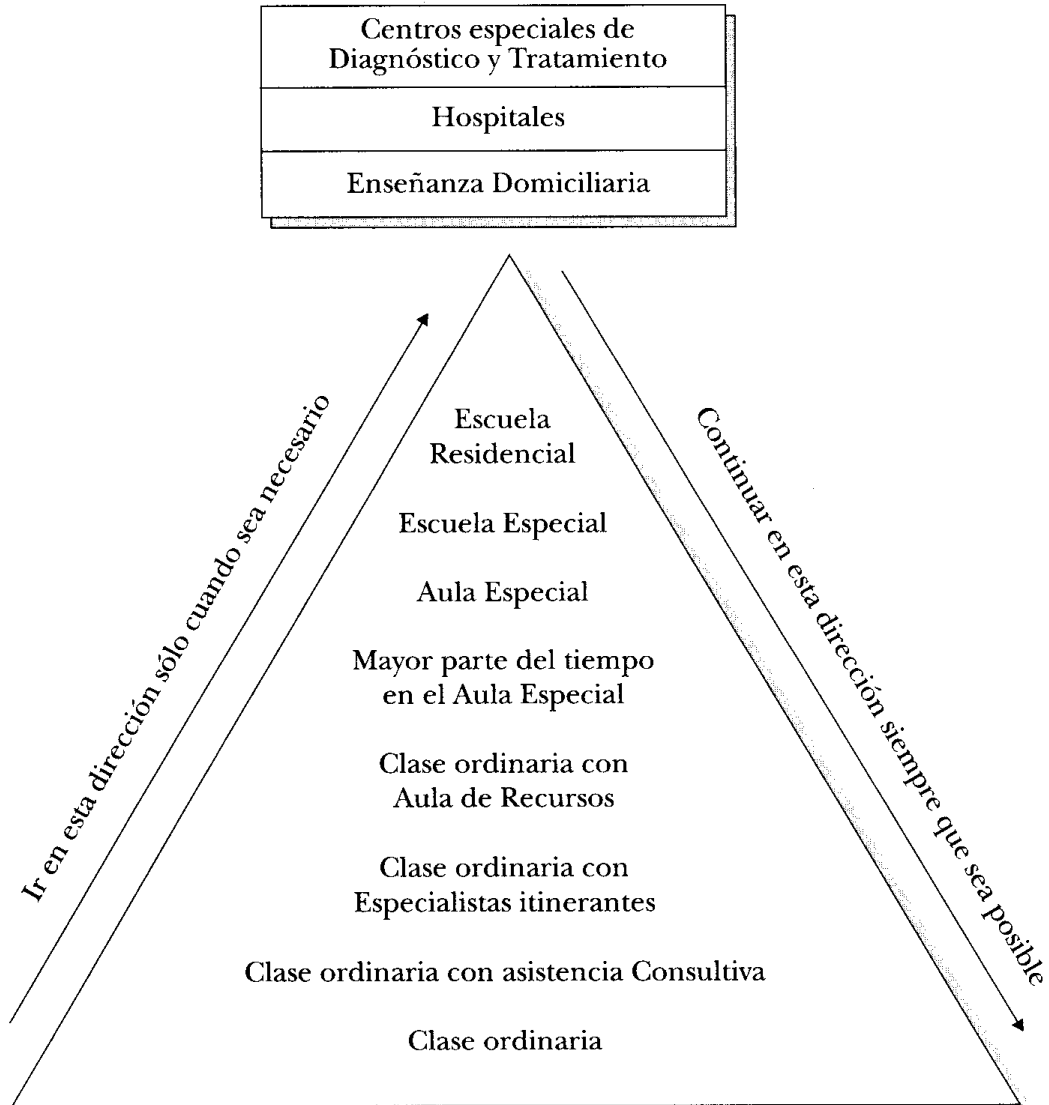 Centros especiales de
Diagnóstico y Tratamiento
Hospitales
Enseñanza Domiciliaria
Ir en esta dirección sólo cuando sea necesario
Continuar en esta dirección siempre que sea posible
Escuela
Residencial
Escuela Especial
Aula Especial
Mayor parte del tiempo
en el Aula Especial
Clase ordinaria con
Aula de Recursos
Clase ordinaria con
Especialistas itinerantes
Clase ordinaria con asistencia Consultiva
Clase ordinaria